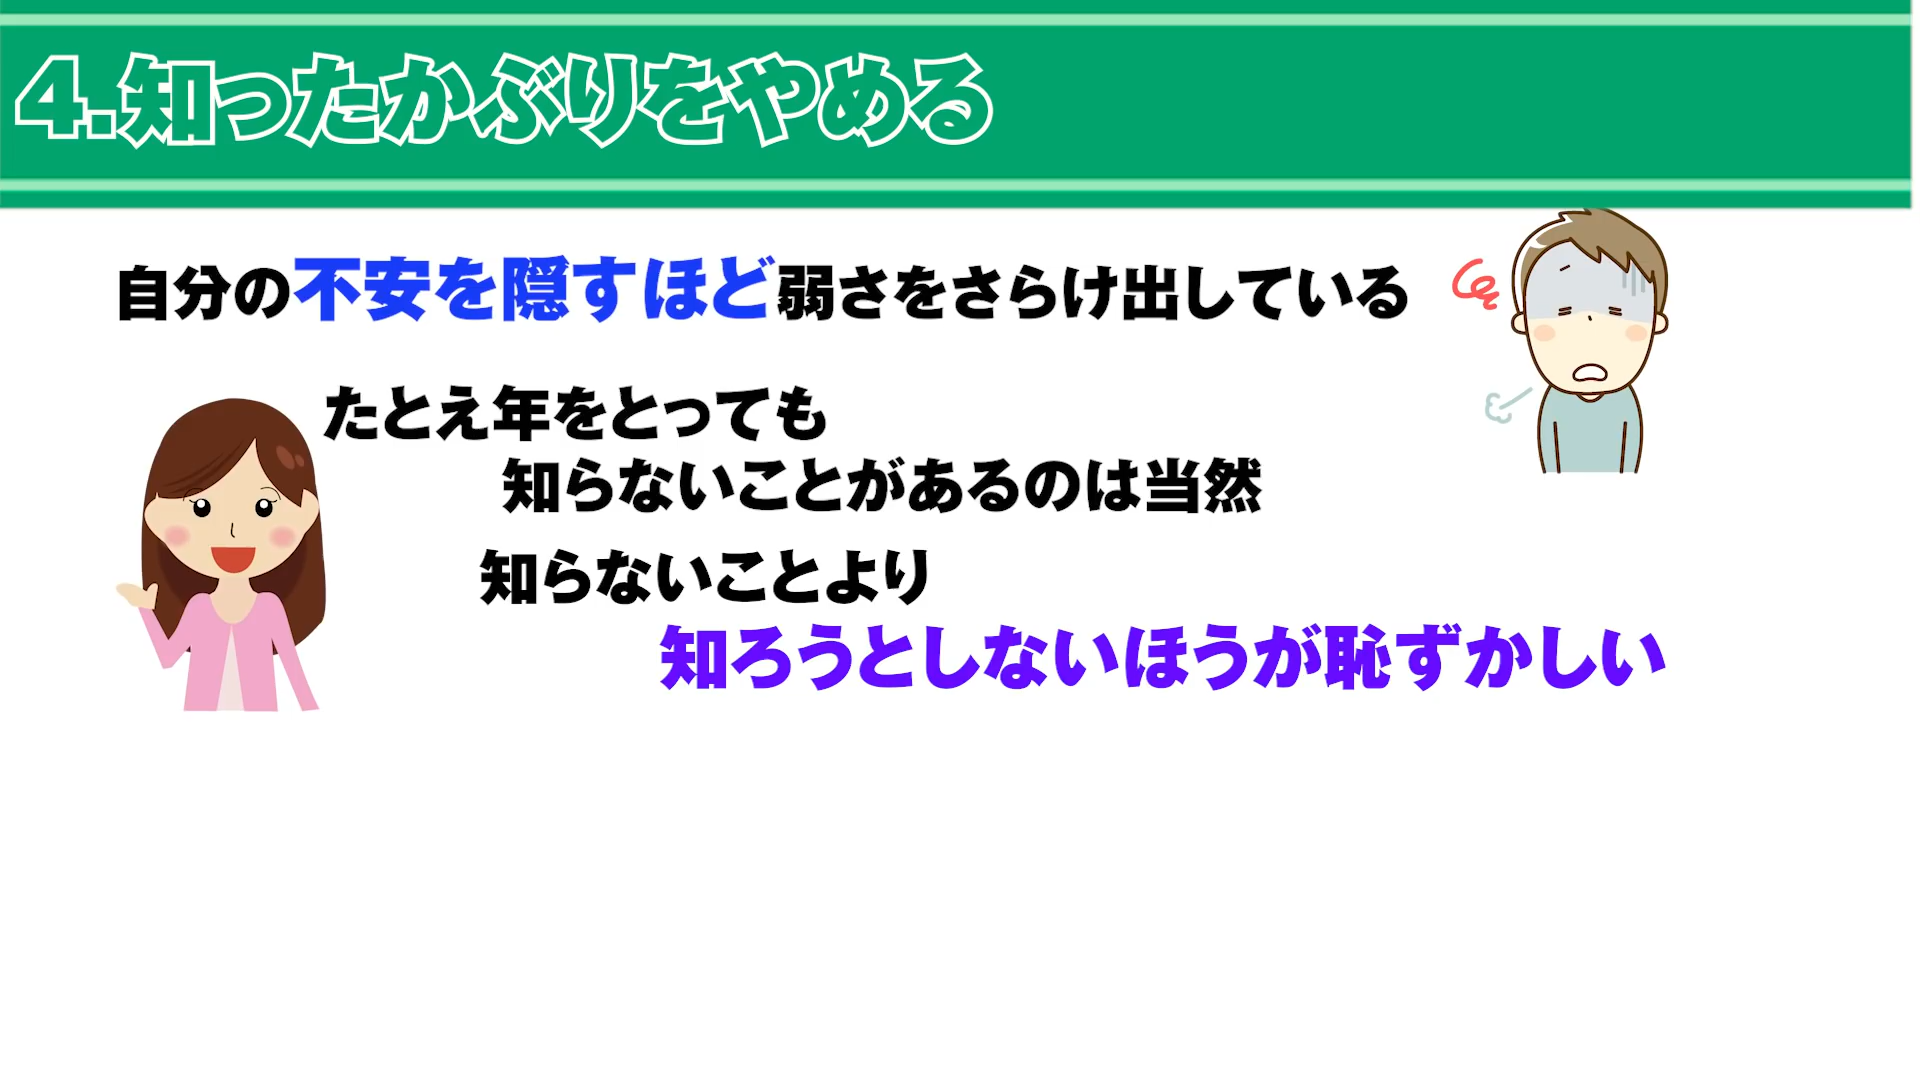 4.知ったかぶりをやめる
自分の不安を隠すほど弱さをさらけ出している
たとえ年をとっても
知らないことがあるのは当然
知らないことより
知ろうとしないほうが恥ずかしい